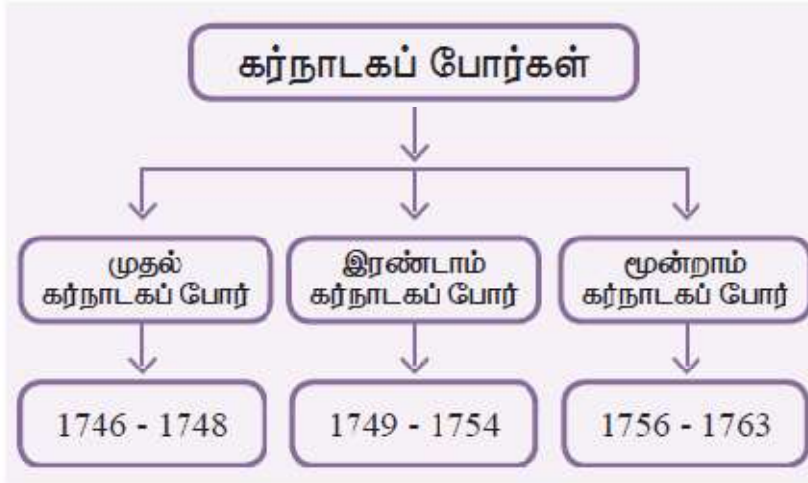 கர்நாடகப் போர்கள்
முதல்
கர்நாடகப் போர்
இரண்டாம்
கர்நாடகப் போர்
மூன்றாம்
கர்நாடகப் போர்
1746 - 1748
1749 - 1754
1756 - 1763